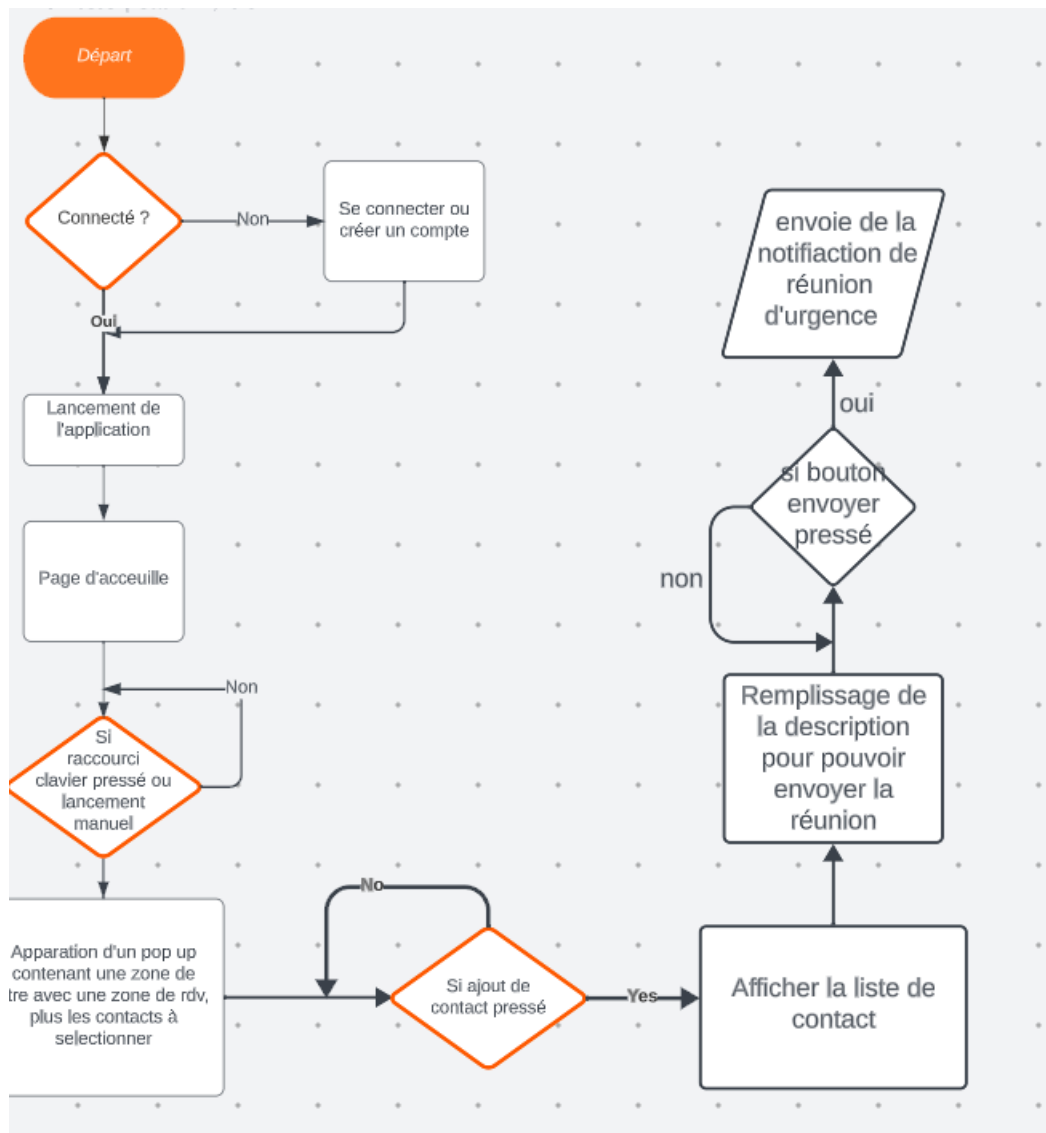 Départ
Connecté ?
Non
Se connecter ou
créer un compte
Oui
Lancement de
l'application
Page d'acceuille
Non
Si
raccourci
clavier pressé ou
lancement
manuel
Apparation d'un pop up
contenant une zone de
tre avec une zone de rdv,
plus les contacts à
selectionner
No
Si ajout de
contact pressé
Yes
Afficher la liste de
contact
Remplissage de
la description
pour pouvoir
envoyer la
réunion
non
si bouton
envoyer
pressé
oui
envoie de la
notifiaction de
réunion
d'urgence